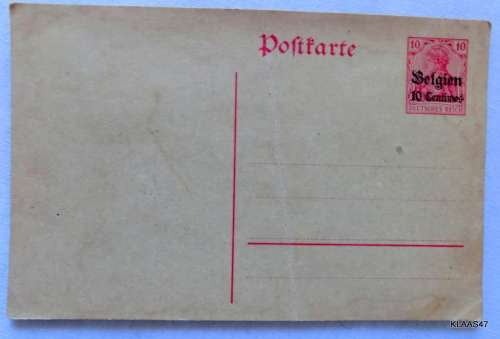 Poſtkarte
10 10
Belgien
10 Centimes
DEUTSCHES REICH
KLAAS47